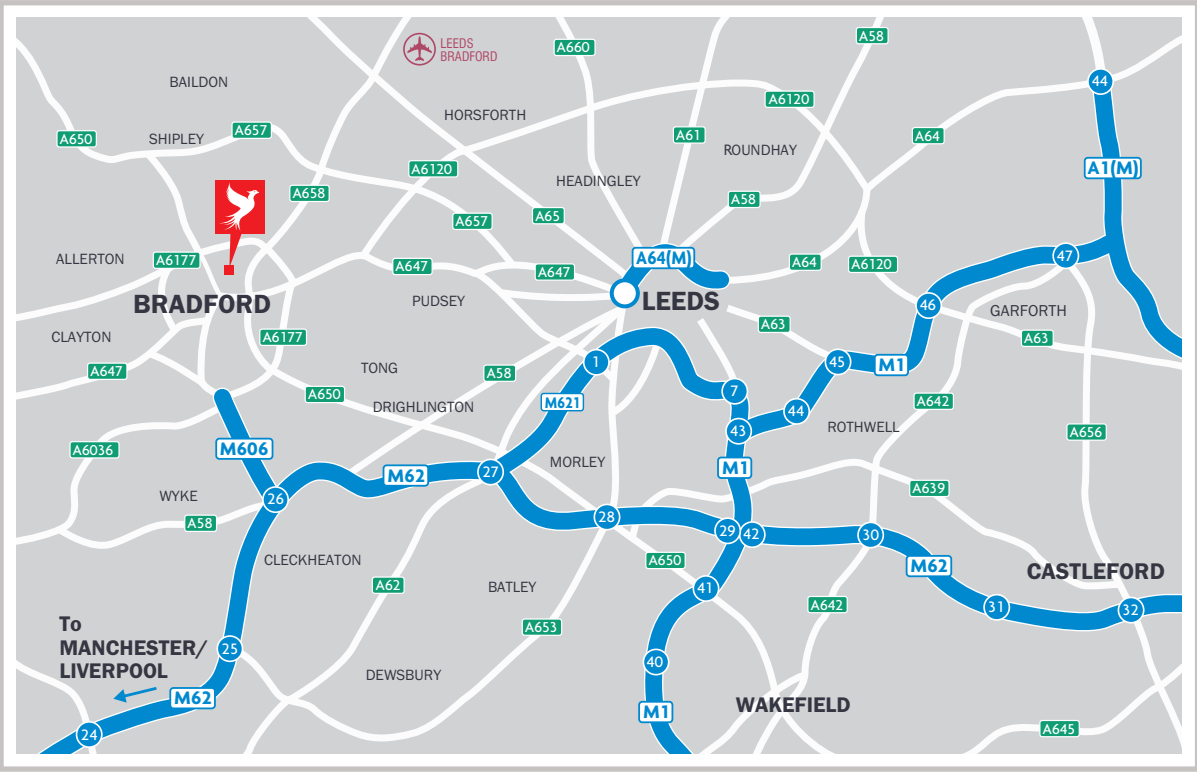 LEEDS
BRADFORD
A660
A58
44
BAILDON
A6120
HORSFORTH
A650
SHIPLEY
A657
A61
A64
ROUNDHAY
A6120
A1(M)
HEADINGLEY
A658
A58
A65
A657
ALLERTON
A6177
A647
A647
A64(M)
A64
A6120
47
BRADFORD
PUDSEY
LEEDS
46
GARFORTH
A63
A63
CLAYTON
A6177
TONG
1
45
M1
A647
A58
A650
7
M621
DRIGHLINGTON
44
A642
ROTHWELL
43
A656
A6036
M606
MORLEY
M1
M62
27
WYKE
26
A639
A58
28
29
42
30
CLECKHEATON
A650
M62
CASTLEFORD
A62
BATLEY
41
A642
31
32
To
MANCHESTER/
LIVERPOOL
A653
25
40
DEWSBURY
M62
M1
WAKEFIELD
24
A645